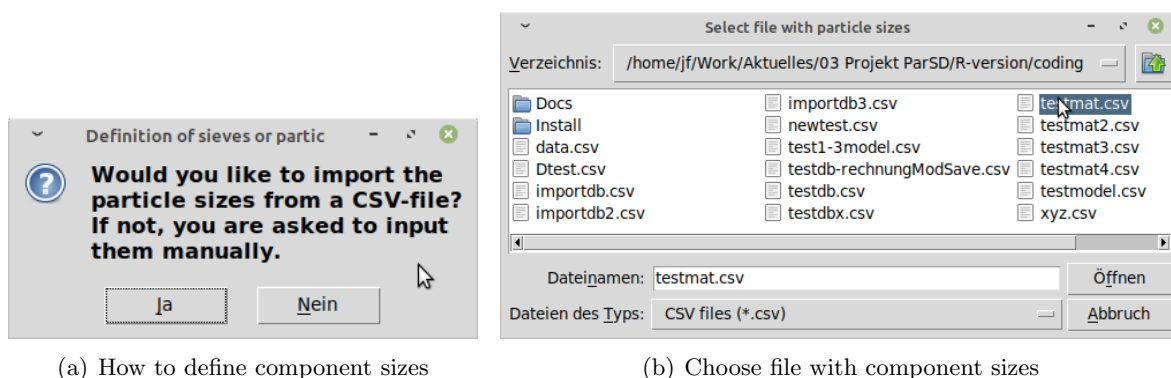 Definition of sieves or partic
Would you like to import the
particle sizes from a CSV-file?
If not, you are asked to input
them manually.
Ja
Nein
(a) How to define component sizes
Select file with particle sizes
Verzeichnis: /home/jf/Work/Aktuelles/03 Projekt ParSD/R-version/coding
Docs
Install
data.csv
Dtest.csv
importdb.csv
importdb2.csv
importdb3.csv
newtest.csv
test1-3model.csv
testdb-rechnungModSave.csv
testdb.csv
testdbx.csv
testmat.csv
testmat2.csv
testmat3.csv
testmat4.csv
testmodel.csv
xyz.csv
Dateinamen: testmat.csv
Öffnen
Dateien des Typs: CSV files (*.csv)
Abbruch
(b) Choose file with component sizes